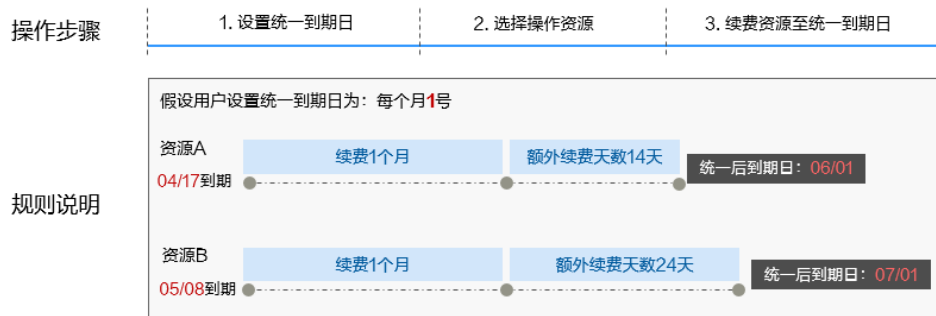 操作步骤
1. 设置统一到期日
2. 选择操作资源
3. 续费资源至统一到期日
规则说明
假设用户设置统一到期日为：每个月1号
资源A
04/17到期
续费1个月
额外续费天数14天
统一后到期日：06/01
资源B
05/08到期
续费1个月
额外续费天数24天
统一后到期日：07/01